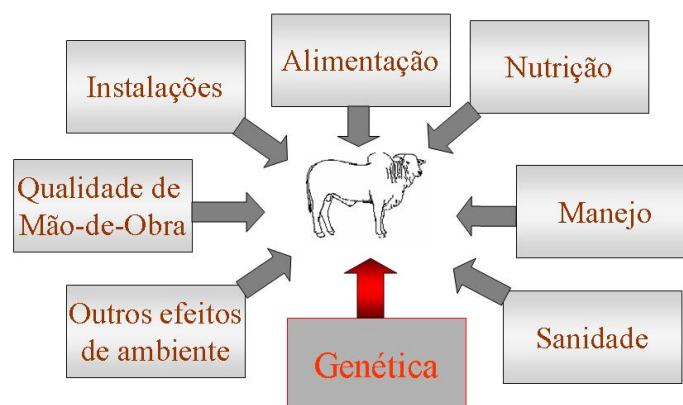 Alimentação
Nutrição
Instalações
Qualidade de
Mão-de-Obra
Manejo
Outros efeitos
de ambiente
Genética
Sanidade